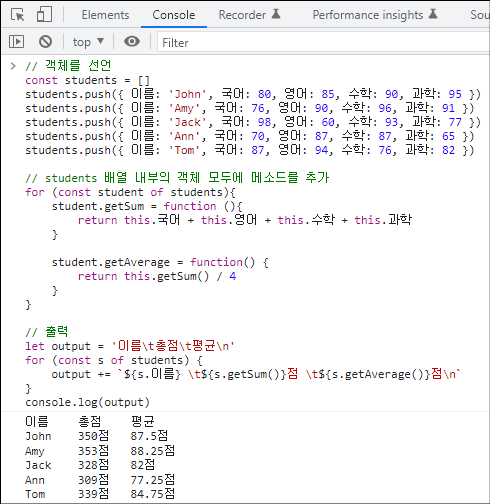 Elements Console Recorder Performance insights Sou
top Filter
> // 객체를 선언
const students = []
students.push({ 이름: 'John', 국어: 80, 영어: 85, 수학: 90, 과학: 95 })
students.push({ 이름: 'Amy', 국어: 76, 영어: 90, 수학: 96, 과학: 91 })
students.push({ 이름: 'Jack', 국어: 98, 영어: 60, 수학: 93, 과학: 77 })
students.push({ 이름: 'Ann', 국어: 70, 영어: 87, 수학: 87, 과학: 65 })
students.push({ 이름: 'Tom', 국어: 87, 영어: 94, 수학: 76, 과학: 82 })
// students 배열 내부의 객체 모두에 메소드를 추가
for (const student of students){
student.getSum = function (){
return this.국어 + this.영어 + this.수학 + this.과학
}
student.getAverage = function() {
return this.getSum() / 4
}
}
// 출력
let output = '이름\t총점\t평균\n'
for (const s of students) {
output += `${s.이름} \t${s.getSum()}점 \t${s.getAverage()}점\n`
}
console.log(output)
이름 총점 평균
John 350점 87.5점
Amy 353점 88.25점
Jack 328점 82점
Ann 309점 77.25점
Tom 339점 84.75점